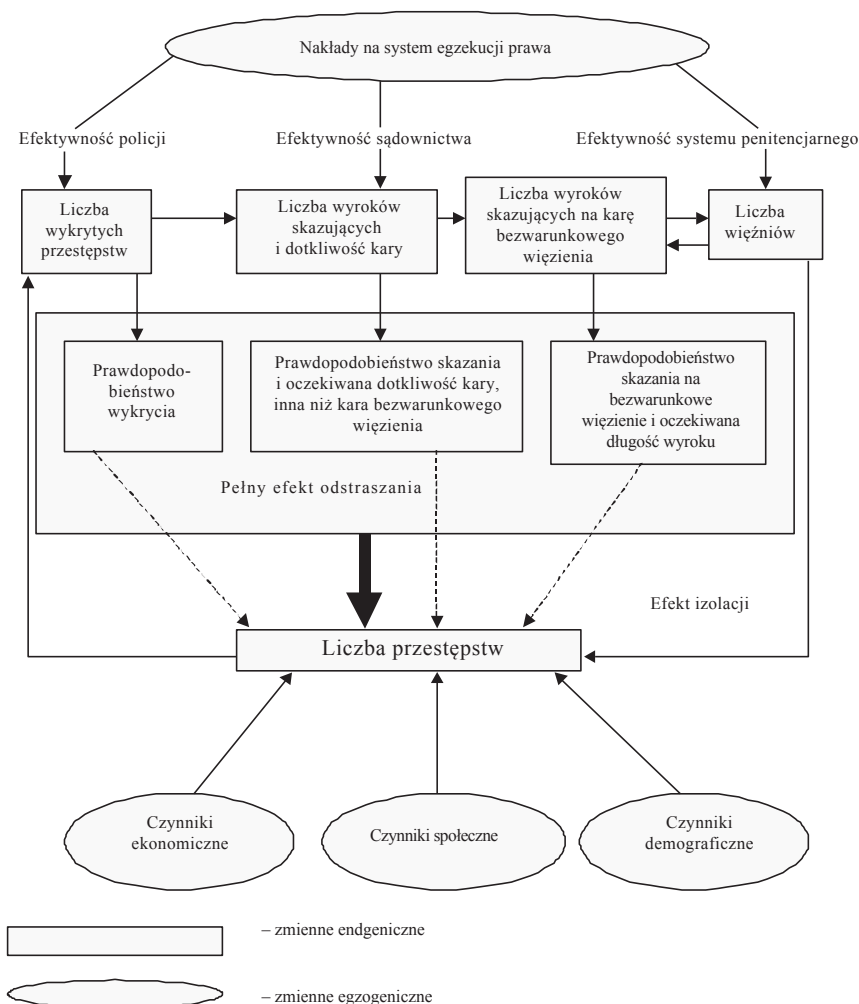 Nakłady na system egzekucji prawa
Efektywność policji
Efektywność sądownictwa
Efektywność systemu penitencjarnego
Liczba
wykrytych
przestępstw
Liczba wyroków
skazujących
i dotkliwość kary
Liczba wyroków
skazujących na karę
bezwarunkowego
więzienia
Liczba
więźniów
Prawdopodo-
bieństwo
wykrycia
Prawdopodobieństwo skazania
i oczekiwana dotkliwość kary,
inna niż kara bezwarunkowego
więzienia
Prawdopodobieństwo
skazania na
bezwarunkowe
więzienie i oczekiwana
długość wyroku
Pełny efekt odstraszania
Efekt izolacji
Liczba przestępstw
Czynniki
ekonomiczne
Czynniki społeczne
Czynniki
demograficzne
– zmienne endgeniczne
– zmienne egzogeniczne